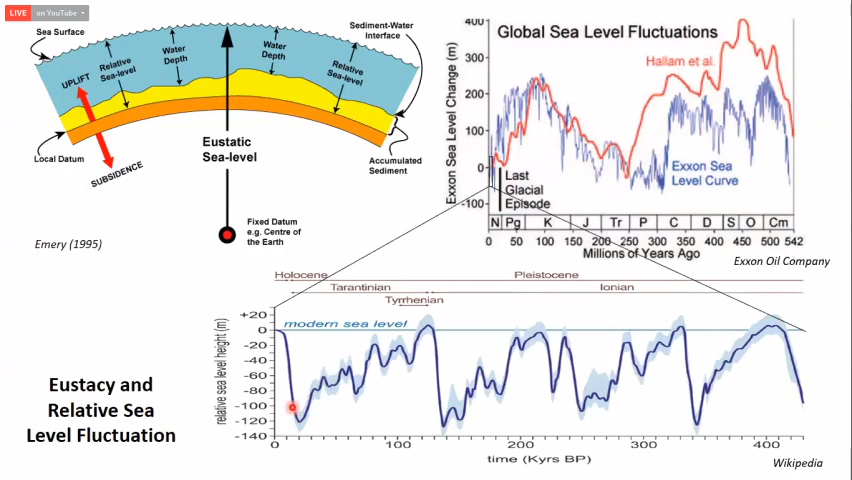 LIVE on YouTube
Sea Surface
Sediment-Water
Interface
UPLIFT
Relative
Sea-level
Water
Depth
Water
Depth
Relative
Sea-level
Eustatic
Sea-level
Local Datum
SUBSIDENCE
Accumulated
Sediment
Fixed Datum
e.g. Centre of
the Earth
Emery (1995)
Global Sea Level Fluctuations
Hallam et al.
Exxon Sea
Level Curve
Last
Glacial
Episode
Exxon Sea Level Change (m)
400
300
200
100
0
-100
N Pg K J Tr P C D S O Cm
0 50 100 150 200 250 300 350 400 450 500 542
Millions of Years Ago
Exxon Oil Company
Holocene Pleistocene
Tarantinian Ionian
Tyrrhenian
modern sea level
relative sea level height (m)
+20
0
-20
-40
-60
-80
-100
-120
-140
0 100 200 300 400
time (Kyrs BP)
Wikipedia
Eustacy and
Relative Sea
Level Fluctuation